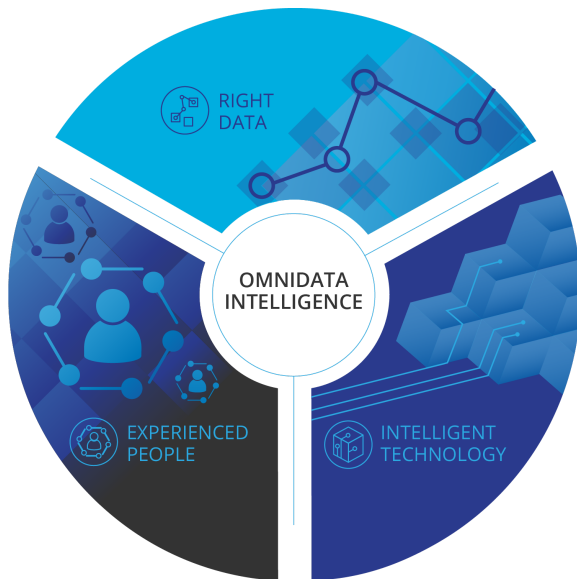 RIGHT
DATA
OMNIDATA
INTELLIGENCE
EXPERIENCED
PEOPLE
INTELLIGENT
TECHNOLOGY